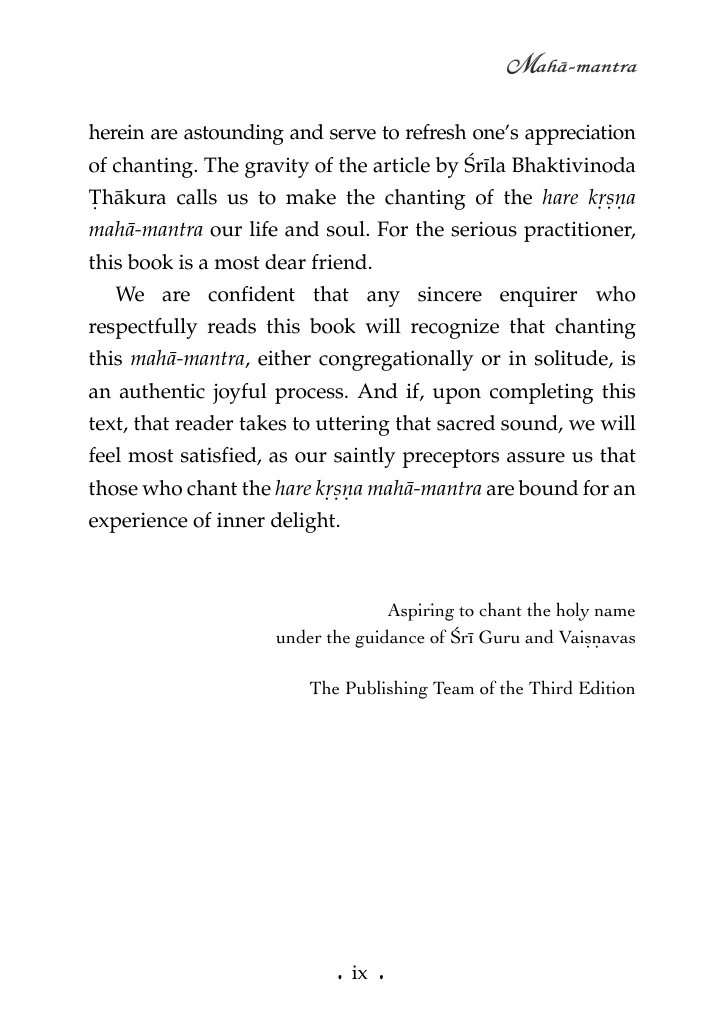 Mahā-mantra
herein are astounding and serve to refresh one’s appreciation
of chanting. The gravity of the article by Śrīla Bhaktivinoda
Ṭhākura calls us to make the chanting of the hare kṛṣṇa
mahā-mantra our life and soul. For the serious practitioner,
this book is a most dear friend.
We are confident that any sincere enquirer who
respectfully reads this book will recognize that chanting
this mahā-mantra, either congregationally or in solitude, is
an authentic joyful process. And if, upon completing this
text, that reader takes to uttering that sacred sound, we will
feel most satisfied, as our saintly preceptors assure us that
those who chant the hare kṛṣṇa mahā-mantra are bound for an
experience of inner delight.
Aspiring to chant the holy name
under the guidance of Śrī Guru and Vaiṣṇavas
The Publishing Team of the Third Edition
. ix .